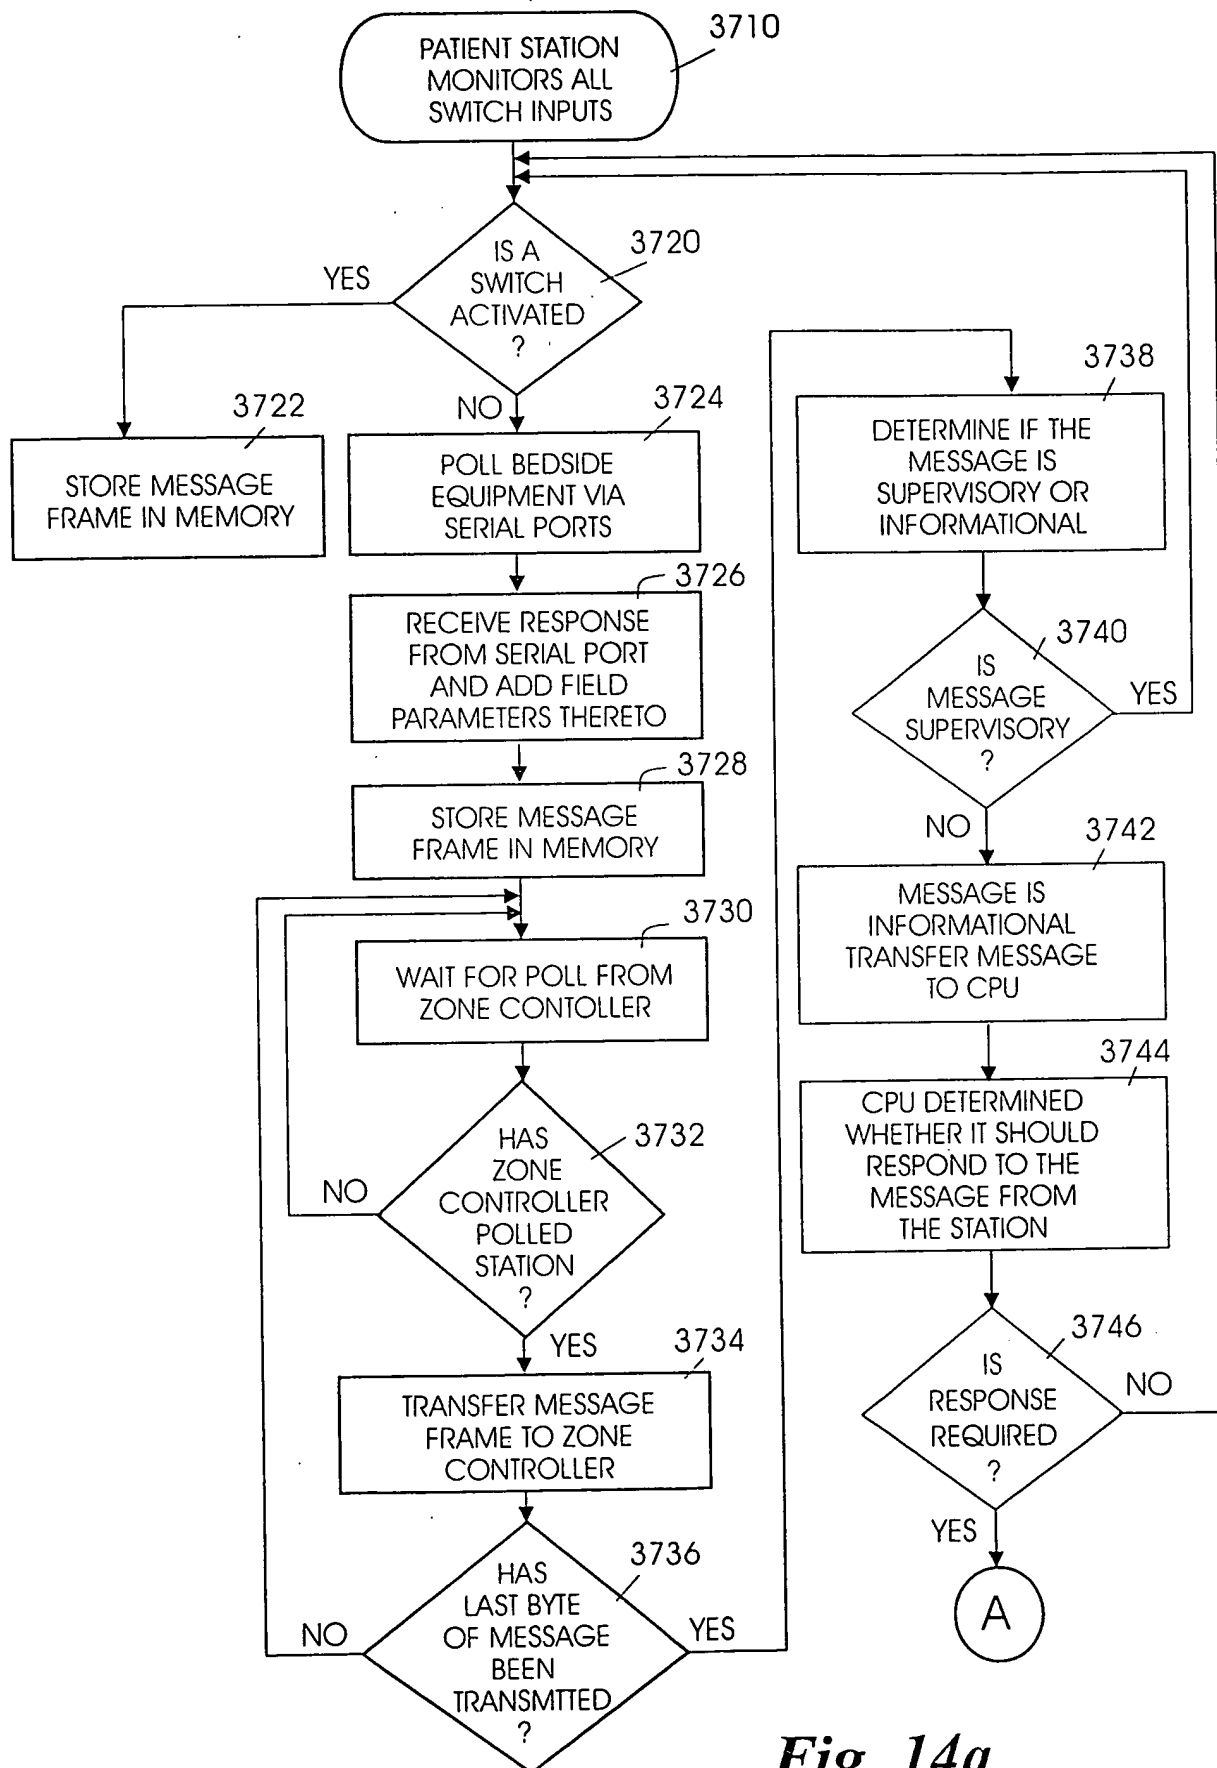 3710
PATIENT STATION
MONITORS ALL
SWITCH INPUTS
3720
IS A
SWITCH
ACTIVATED
?
YES
NO
3722
STORE MESSAGE
FRAME IN MEMORY
3724
POLL BEDSIDE
EQUIPMENT VIA
SERIAL PORTS
3726
RECEIVE RESPONSE
FROM SERIAL PORT
AND ADD FIELD
PARAMETERS THERETO
3728
STORE MESSAGE
FRAME IN MEMORY
3730
WAIT FOR POLL FROM
ZONE CONTOLLER
3732
HAS
ZONE
CONTROLLER
POLLED
STATION
?
NO
YES
3734
TRANSFER MESSAGE
FRAME TO ZONE
CONTROLLER
3736
HAS
LAST BYTE
OF MESSAGE
BEEN
TRANSMTTED
?
NO
YES
3738
DETERMINE IF THE
MESSAGE IS
SUPERVISORY OR
INFORMATIONAL
3740
IS
MESSAGE
SUPERVISORY
?
YES
NO
3742
MESSAGE IS
INFORMATIONAL
TRANSFER MESSAGE
TO CPU
3744
CPU DETERMINED
WHETHER IT SHOULD
RESPOND TO THE
MESSAGE FROM
THE STATION
3746
IS
RESPONSE
REQUIRED
?
NO
YES
A
Fig. 14a